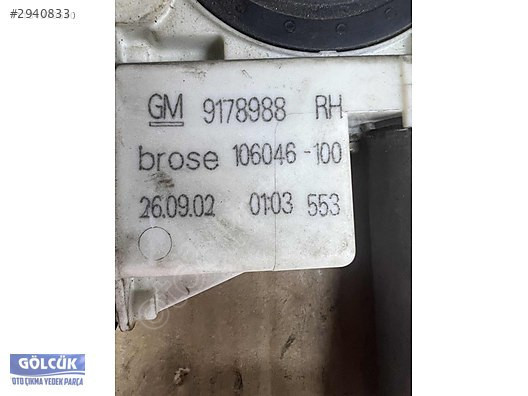 #2940833
GM 9178988 RH
brose 106046-100
26.09.02 01:03 553
GÖLCÜK
OTO ÇIKMA YEDEK PARÇA